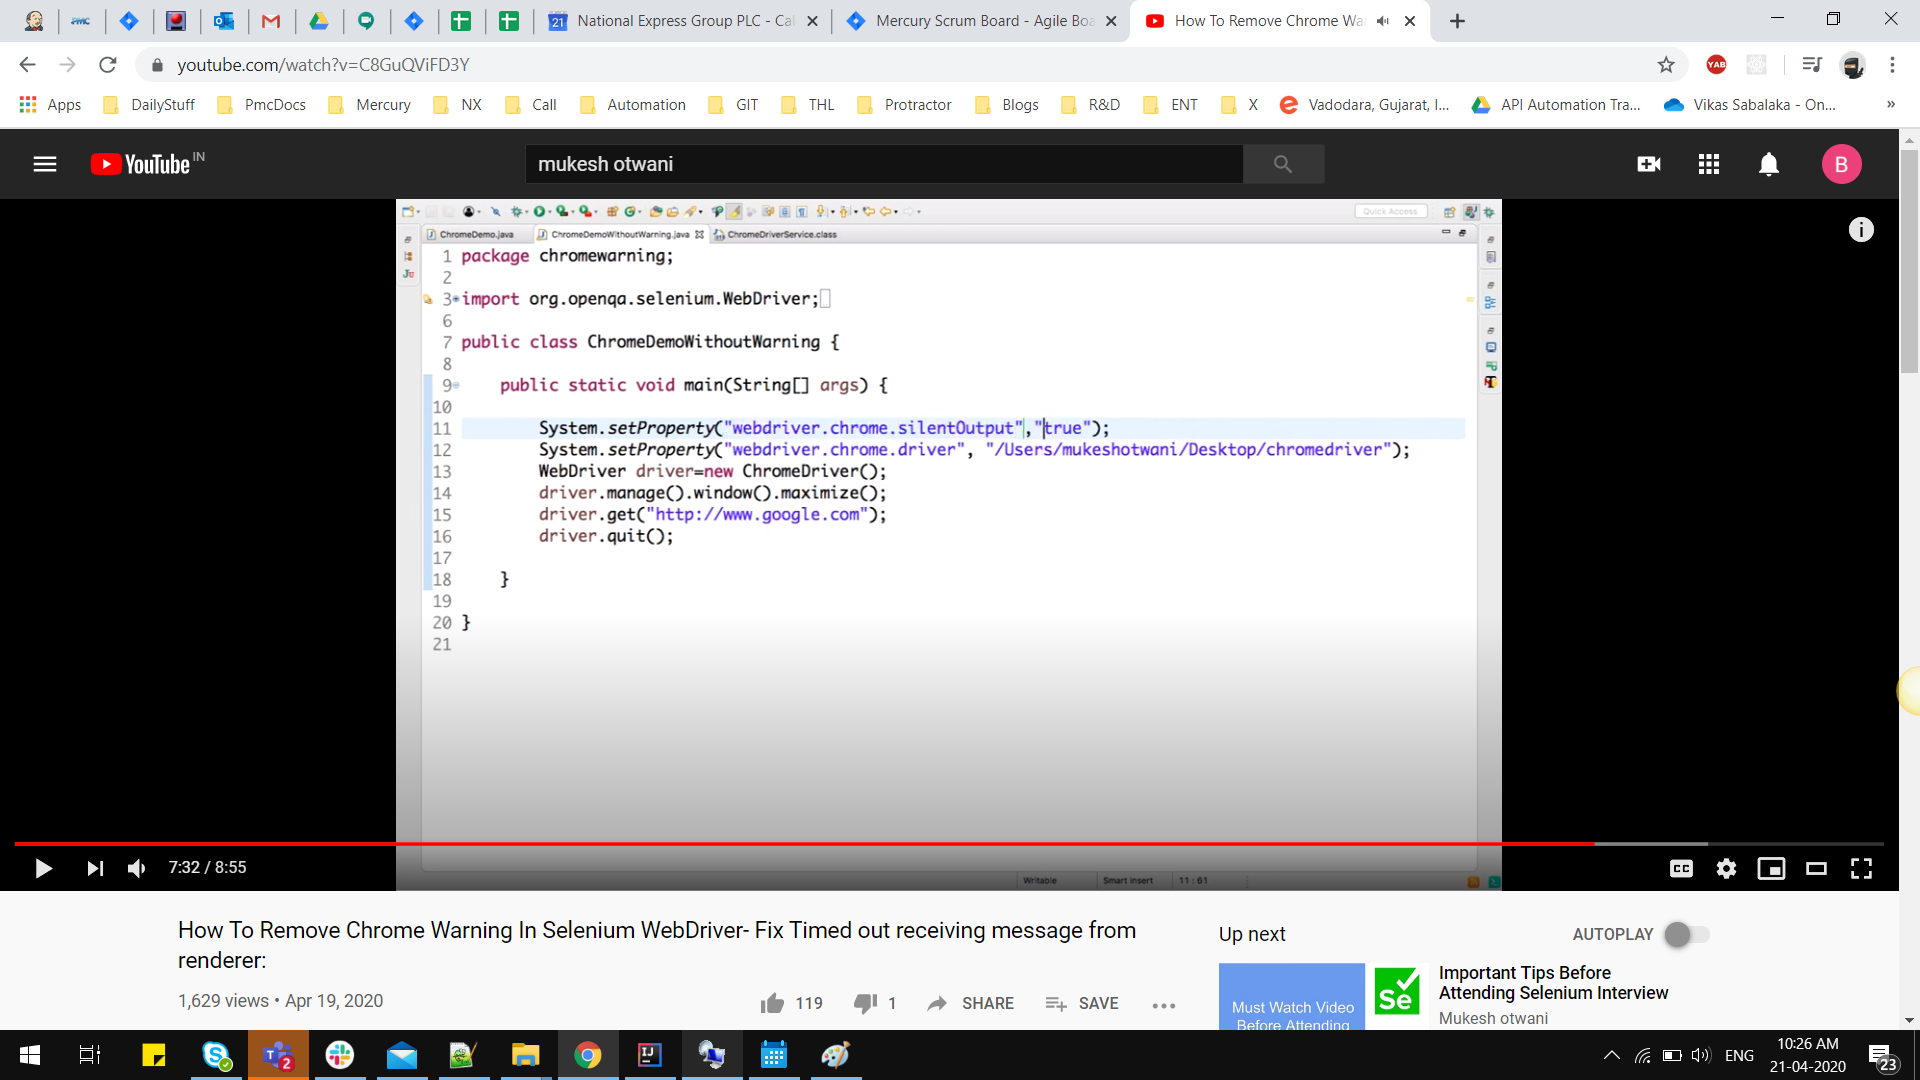 National Express Group PLC - Cal
Mercury Scrum Board - Agile Boa
How To Remove Chrome Wa
youtube.com/watch?v=C8GuQViFD3Y
Apps DailyStuff PmcDocs Mercury NX Call Automation GIT THL Protractor Blogs R&D ENT X Vadodara, Gujarat, I... API Automation Tra... Vikas Sabalaka - On... »
YouTube IN
mukesh otwani
B
Quick Access
ChromeDemo.java ChromeDemoWithoutWarning.java ChromeDriverService.class
1 package chromewarning;
2
3 import org.openqa.selenium.WebDriver;
6
7 public class ChromeDemoWithoutWarning {
8
9 public static void main(String[] args) {
10
11 System.setProperty("webdriver.chrome.silentOutput","true");
12 System.setProperty("webdriver.chrome.driver", "/Users/mukeshotwani/Desktop/chromedriver");
13 WebDriver driver=new ChromeDriver();
14 driver.manage().window().maximize();
15 driver.get("http://www.google.com");
16 driver.quit();
17
18 }
19
20 }
21
Writable Smart Insert 11 : 61
7:32 / 8:55
CC
How To Remove Chrome Warning In Selenium WebDriver- Fix Timed out receiving message from
renderer:
1,629 views • Apr 19, 2020
119 1 SHARE SAVE
Up next
AUTOPLAY
Must Watch Video
Before Attending
Se
Important Tips Before
Attending Selenium Interview
Mukesh otwani
ENG
10:26 AM
21-04-2020
23